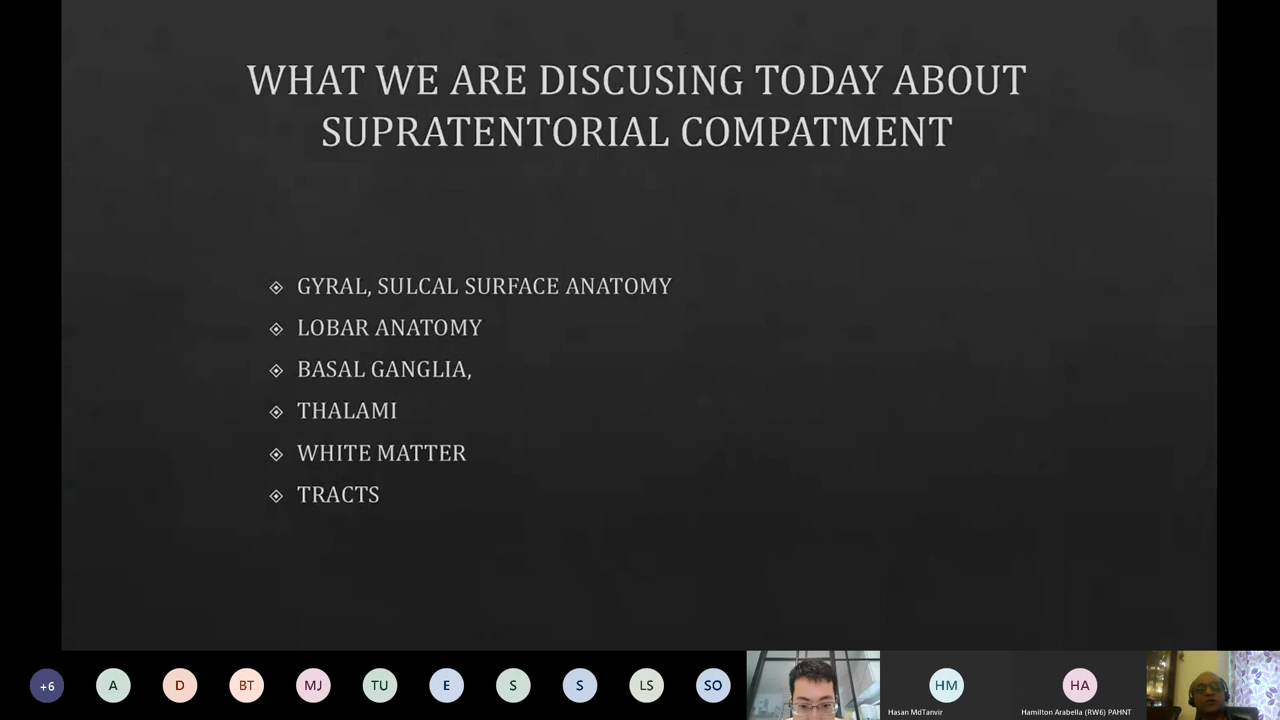 WHAT WE ARE DISCUSING TODAY ABOUT
SUPRATENTORIAL COMPATMENT
GYRAL, SULCAL SURFACE ANATOMY
LOBAR ANATOMY
BASAL GANGLIA,
THALAMI
WHITE MATTER
TRACTS
+6 A D BT MJ TU E S S LS SO HM HA
Hasan MdTanvir Hamilton Arabella (RW6) PAHNT